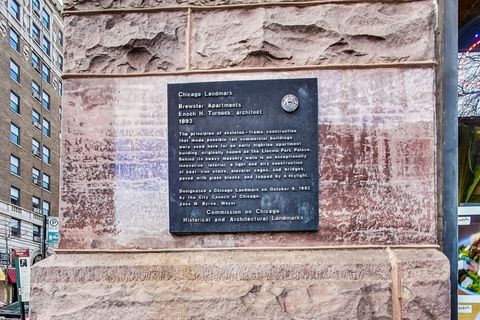 Chicago Landmark
Brewster Apartments
Enoch H. Turnock, architect
1893
The principles of skeleton-frame construction
that made possible tall commercial buildings
were used here for an early highrise apartment
building originally known as the Lincoln Park Palace.
Behind its heavy masonry walls is an exceptionally
innovative interior, a light and airy construction
of cast-iron stairs, elevator cages, and bridges,
paved with glass blocks, and topped by a skylight.
Designated a Chicago Landmark on October 6, 1982
by the City Council of Chicago.
Jane M. Byrne, Mayor
Commission on Chicago
Historical and Architectural Landmarks